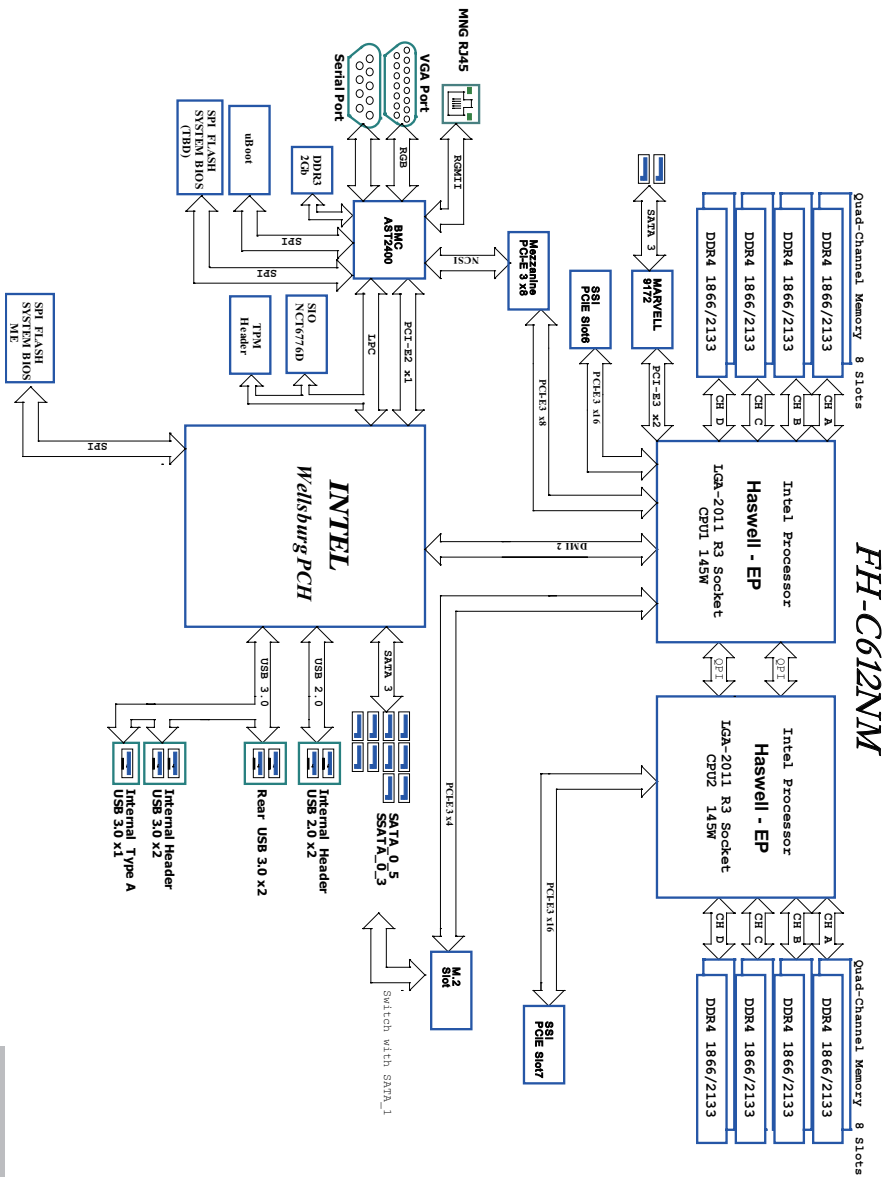 FH-C612NM
Quad-Channel Memory 8 Slots
DDR4 1866/2133
DDR4 1866/2133
DDR4 1866/2133
DDR4 1866/2133
CH A
CH B
CH C
CH D
Intel Processor
Haswell - EP
LGA-2011 R3 Socket
CPU1 145W
QPI
QPI
Intel Processor
Haswell - EP
LGA-2011 R3 Socket
CPU2 145W
CH A
CH B
CH C
CH D
Quad-Channel Memory 8 Slots
DDR4 1866/2133
DDR4 1866/2133
DDR4 1866/2133
DDR4 1866/2133
SATA 3
MARVELL
9172
PCI-E3 x2
SSI
PCIE Slot6
PCI-E3 x16
Mezzanine
PCI-E 3 x8
PCI-E3 x8
NCSI
DMI 2
PCI-E3 x4
M.2
Slot
Switch with SATA_1
PCI-E3 x16
SSI
PCIE Slot7
MNG RJ45
RGMII
VGA Port
RGB
Serial Port
BMC
AST2400
DDR3
2Gb
uBoot
SPI
SPI FLASH
SYSTEM BIOS
(TBD)
SPI
PCI-E2 x1
LPC
SIO
NCT6776D
TPM
Header
SPI FLASH
SYSTEM BIOS
ME
SPI
INTEL
Wellsburg PCH
SATA 3
SATA_0_5
SSATA_0_3
USB 2.0
Internal Header
USB 2.0 x2
USB 3.0
Rear USB 3.0 x2
Internal Header
USB 3.0 x2
Internal Type A
USB 3.0 x1